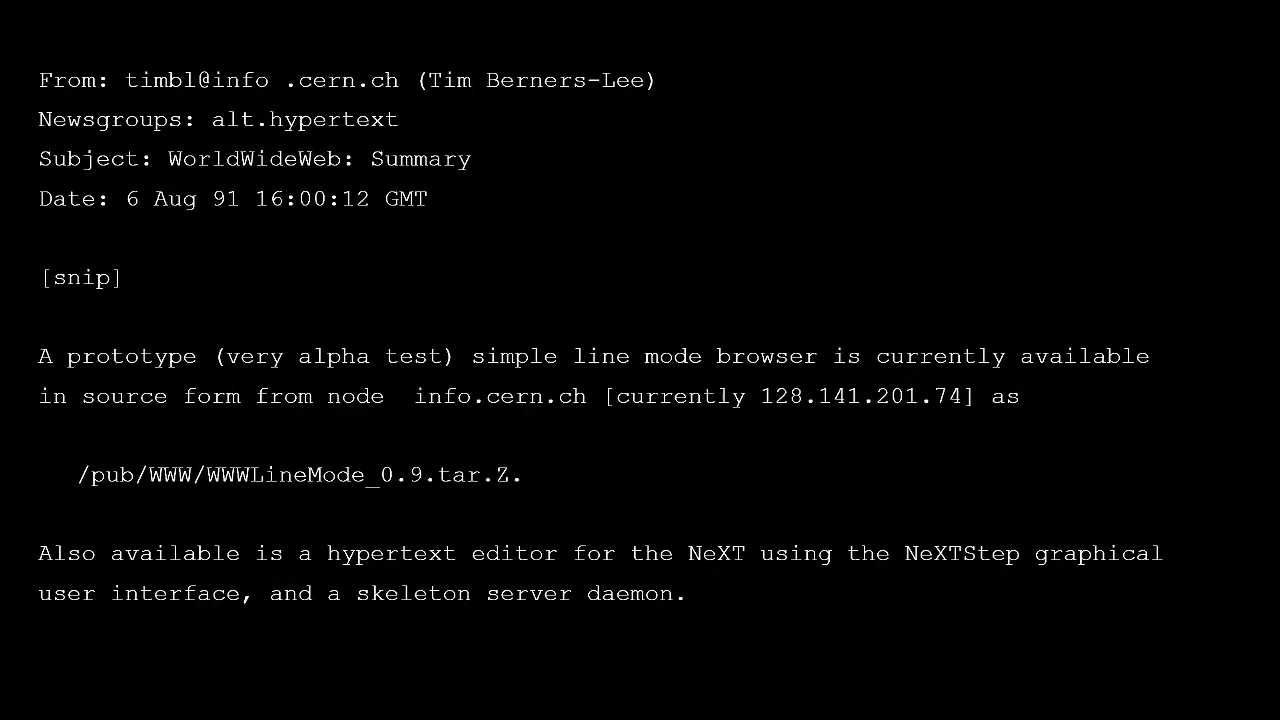 From: timbl@info .cern.ch (Tim Berners-Lee)
Newsgroups: alt.hypertext
Subject: WorldWideWeb: Summary
Date: 6 Aug 91 16:00:12 GMT
[snip]
A prototype (very alpha test) simple line mode browser is currently available
in source form from node  info.cern.ch [currently 128.141.201.74] as
/pub/WWW/WWWLineMode_0.9.tar.Z.
Also available is a hypertext editor for the NeXT using the NeXTStep graphical
user interface, and a skeleton server daemon.